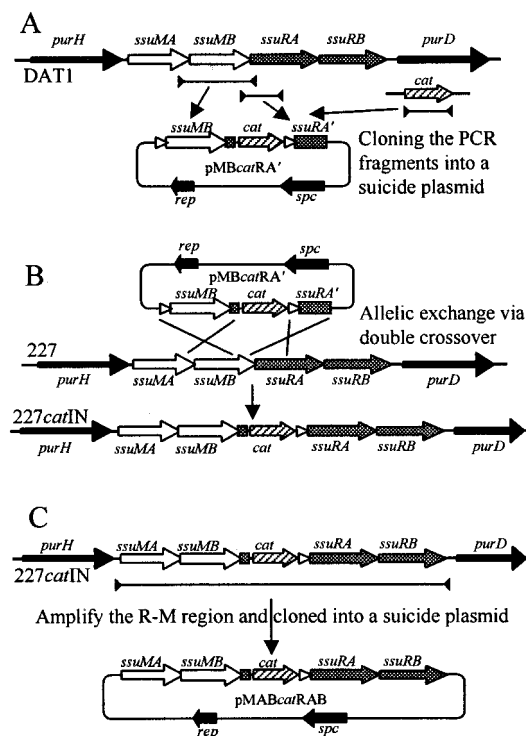 A
purH ssuMA ssuMB ssuRA ssuRB purD
DAT1
cat
ssuMB cat ssuRA'
pMBcatRA'
rep spc
Cloning the PCR
fragments into a
suicide plasmid
B
rep spc
pMBcatRA'
ssuMB cat ssuRA'
Allelic exchange via
double crossover
227
purH ssuMA ssuMB ssuRA ssuRB purD
227catIN
purH ssuMA ssuMB cat ssuRA ssuRB purD
C
purH ssuMA ssuMB cat ssuRA ssuRB purD
227catIN
Amplify the R-M region and cloned into a suicide plasmid
ssuMA ssuMB cat ssuRA ssuRB
pMABcatRAB
rep spc